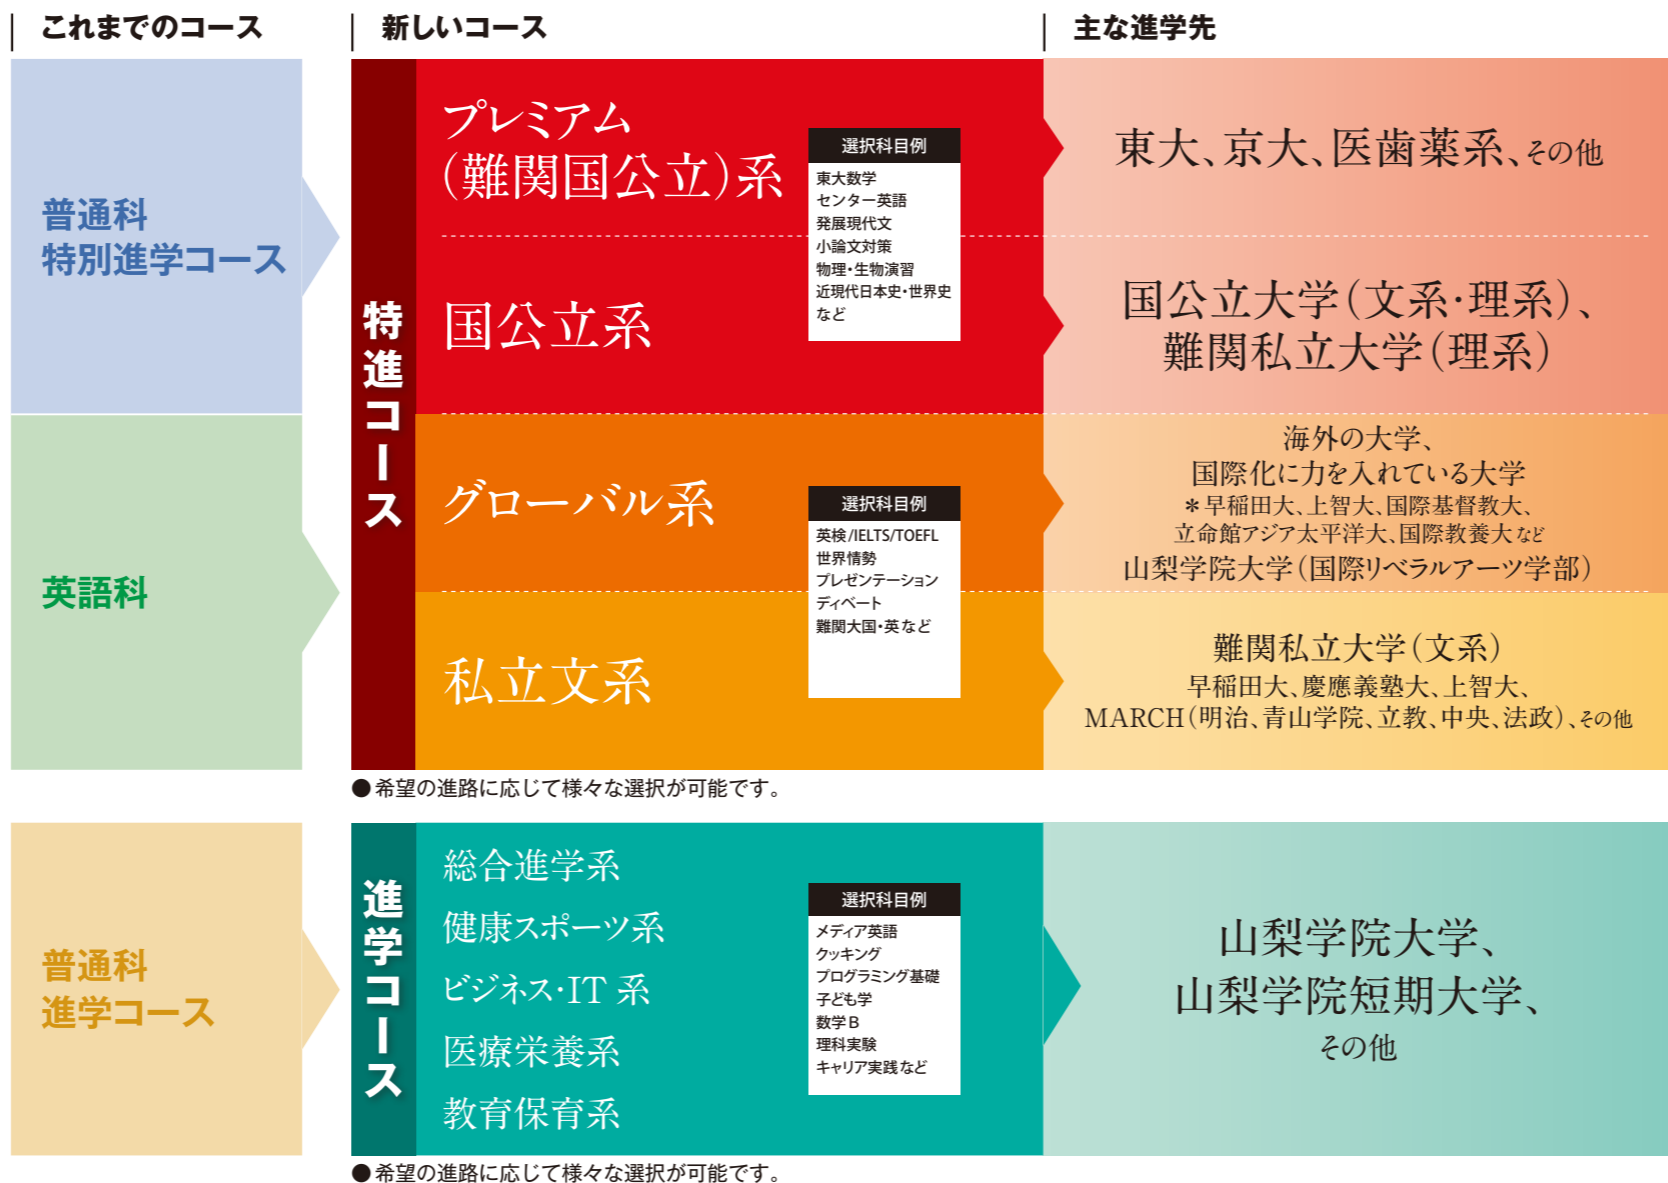 これまでのコース
新しいコース
主な進学先
普通科
特別進学コース
英語科
特進コース
プレミアム
(難関国公立)系
国公立系
選択科目例
東大数学
センター英語
発展現代文
小論文対策
物理・生物演習
近現代日本史・世界史
など
東大、京大、医歯薬系、その他
国公立大学(文系・理系)、
難関私立大学(理系)
グローバル系
私立文系
選択科目例
英検/IELTS/TOEFL
世界情勢
プレゼンテーション
ディベート
難関大国・英など
海外の大学、
国際化に力を入れている大学
＊早稲田大、上智大、国際基督教大、
立命館アジア太平洋大、国際教養大など
山梨学院大学(国際リベラルアーツ学部)
難関私立大学(文系)
早稲田大、慶應義塾大、上智大、
MARCH(明治、青山学院、立教、中央、法政)、その他
●希望の進路に応じて様々な選択が可能です。
普通科
進学コース
進学コース
総合進学系
健康スポーツ系
ビジネス・IT 系
医療栄養系
教育保育系
選択科目例
メディア英語
クッキング
プログラミング基礎
子ども学
数学B
理科実験
キャリア実践など
山梨学院大学、
山梨学院短期大学、
その他
●希望の進路に応じて様々な選択が可能です。